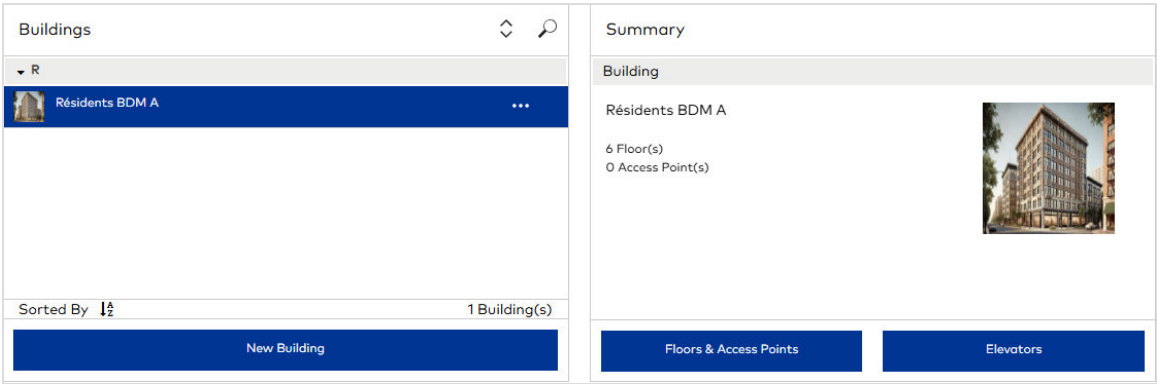 Buildings
R
Résidents BDM A
Sorted By
1 Building(s)
New Building
Summary
Building
Résidents BDM A
6 Floor(s)
0 Access Point(s)
Floors & Access Points
Elevators